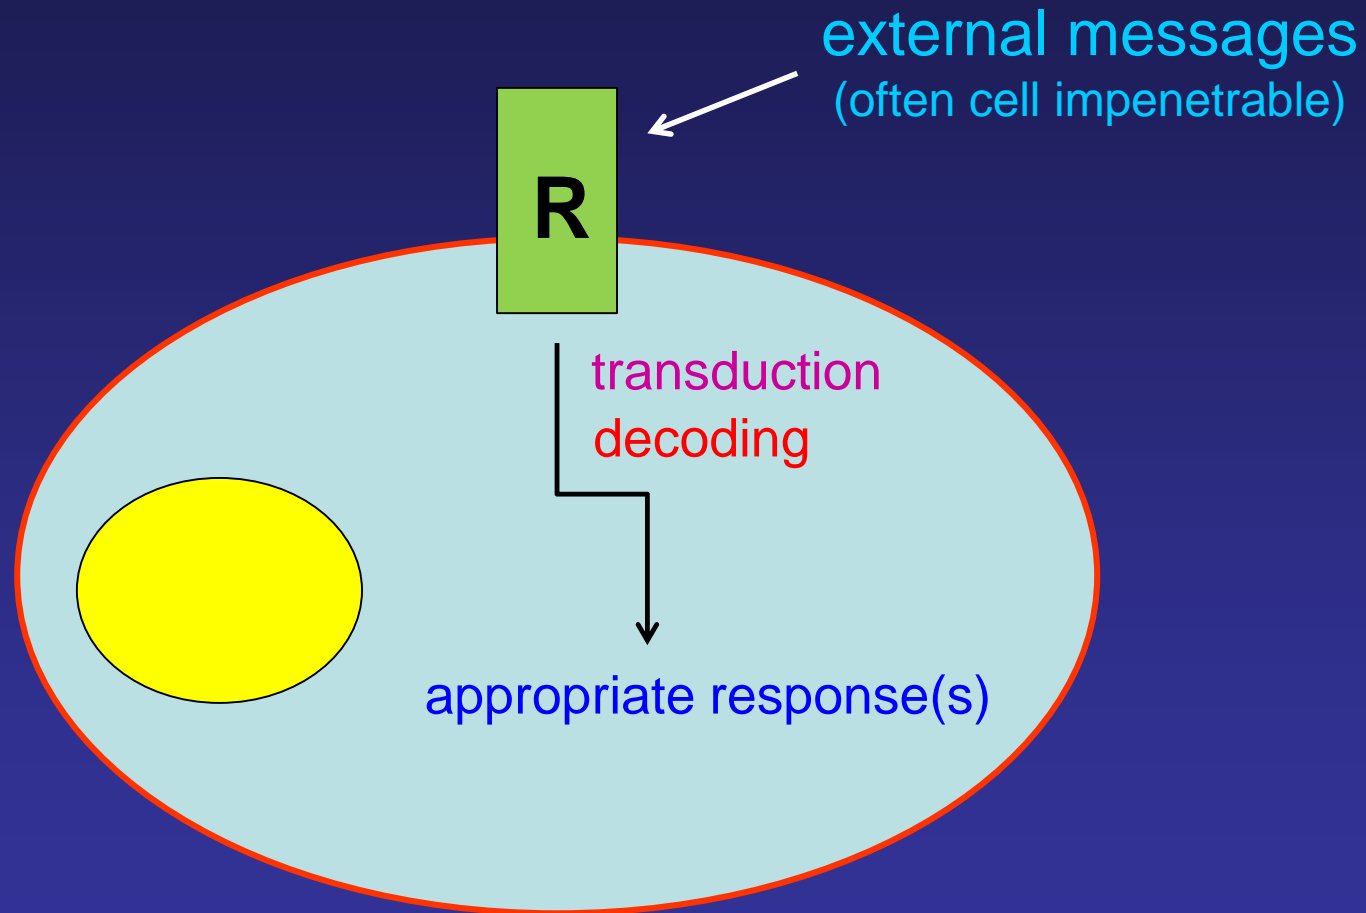 external messages
(often cell impenetrable)
R
transduction
decoding
appropriate response(s)